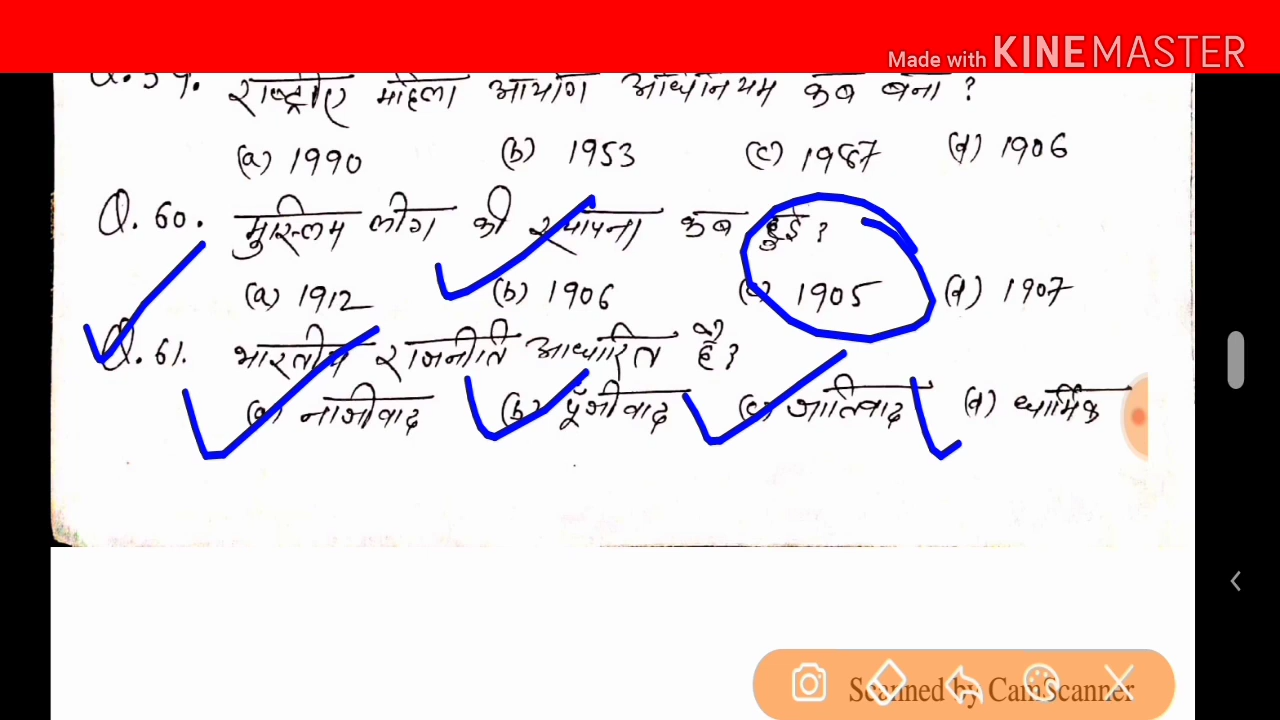 Made with KINEMASTER
Q. 59. राष्ट्रीए महिला आयोग अधिनियम कब बना ?
(a) 1990 (b) 1953 (c) 1987 (d) 1906
Q. 60. मुस्लिम लीग की स्थापना कब हुई ?
(a) 1912 (b) 1906 (c) 1905 (d) 1907
Q. 61. भारतीय राजनीति आधारित है ?
(a) नाजीवाद (b) पूँजीवाद (c) जातिवाद (d) धार्मिक
Scanned by CamScanner